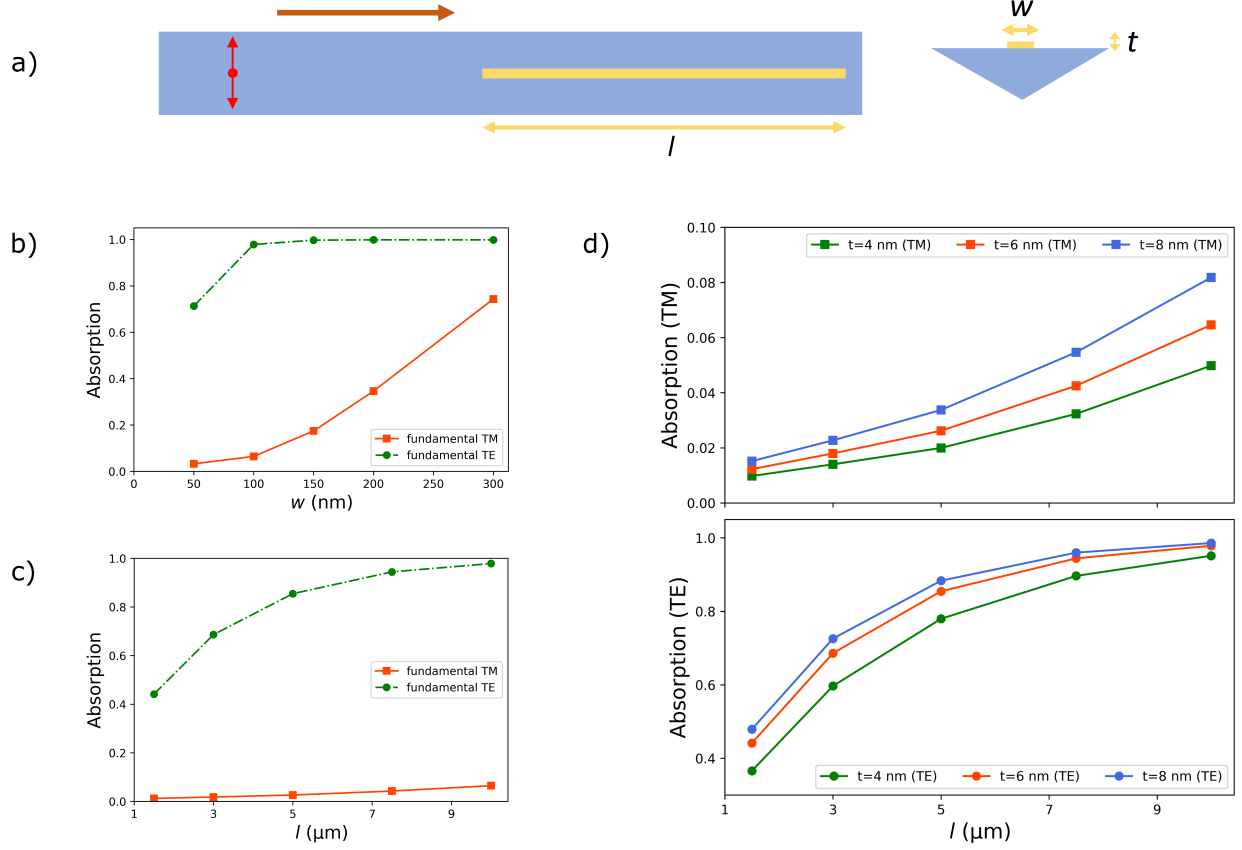 a)
w
t
l
b)
Absorption
1.0
0.8
0.6
0.4
0.2
0.0
fundamental TM
fundamental TE
0 50 100 150 200 250 300
w (nm)
c)
Absorption
1.0
0.8
0.6
0.4
0.2
0.0
fundamental TM
fundamental TE
1 3 5 7 9
l (μm)
d)
Absorption (TM)
0.10
0.08
0.06
0.04
0.02
0.00
t=4 nm (TM) t=6 nm (TM) t=8 nm (TM)
Absorption (TE)
1.0
0.8
0.6
0.4
t=4 nm (TE) t=6 nm (TE) t=8 nm (TE)
1 3 5 7 9
l (μm)